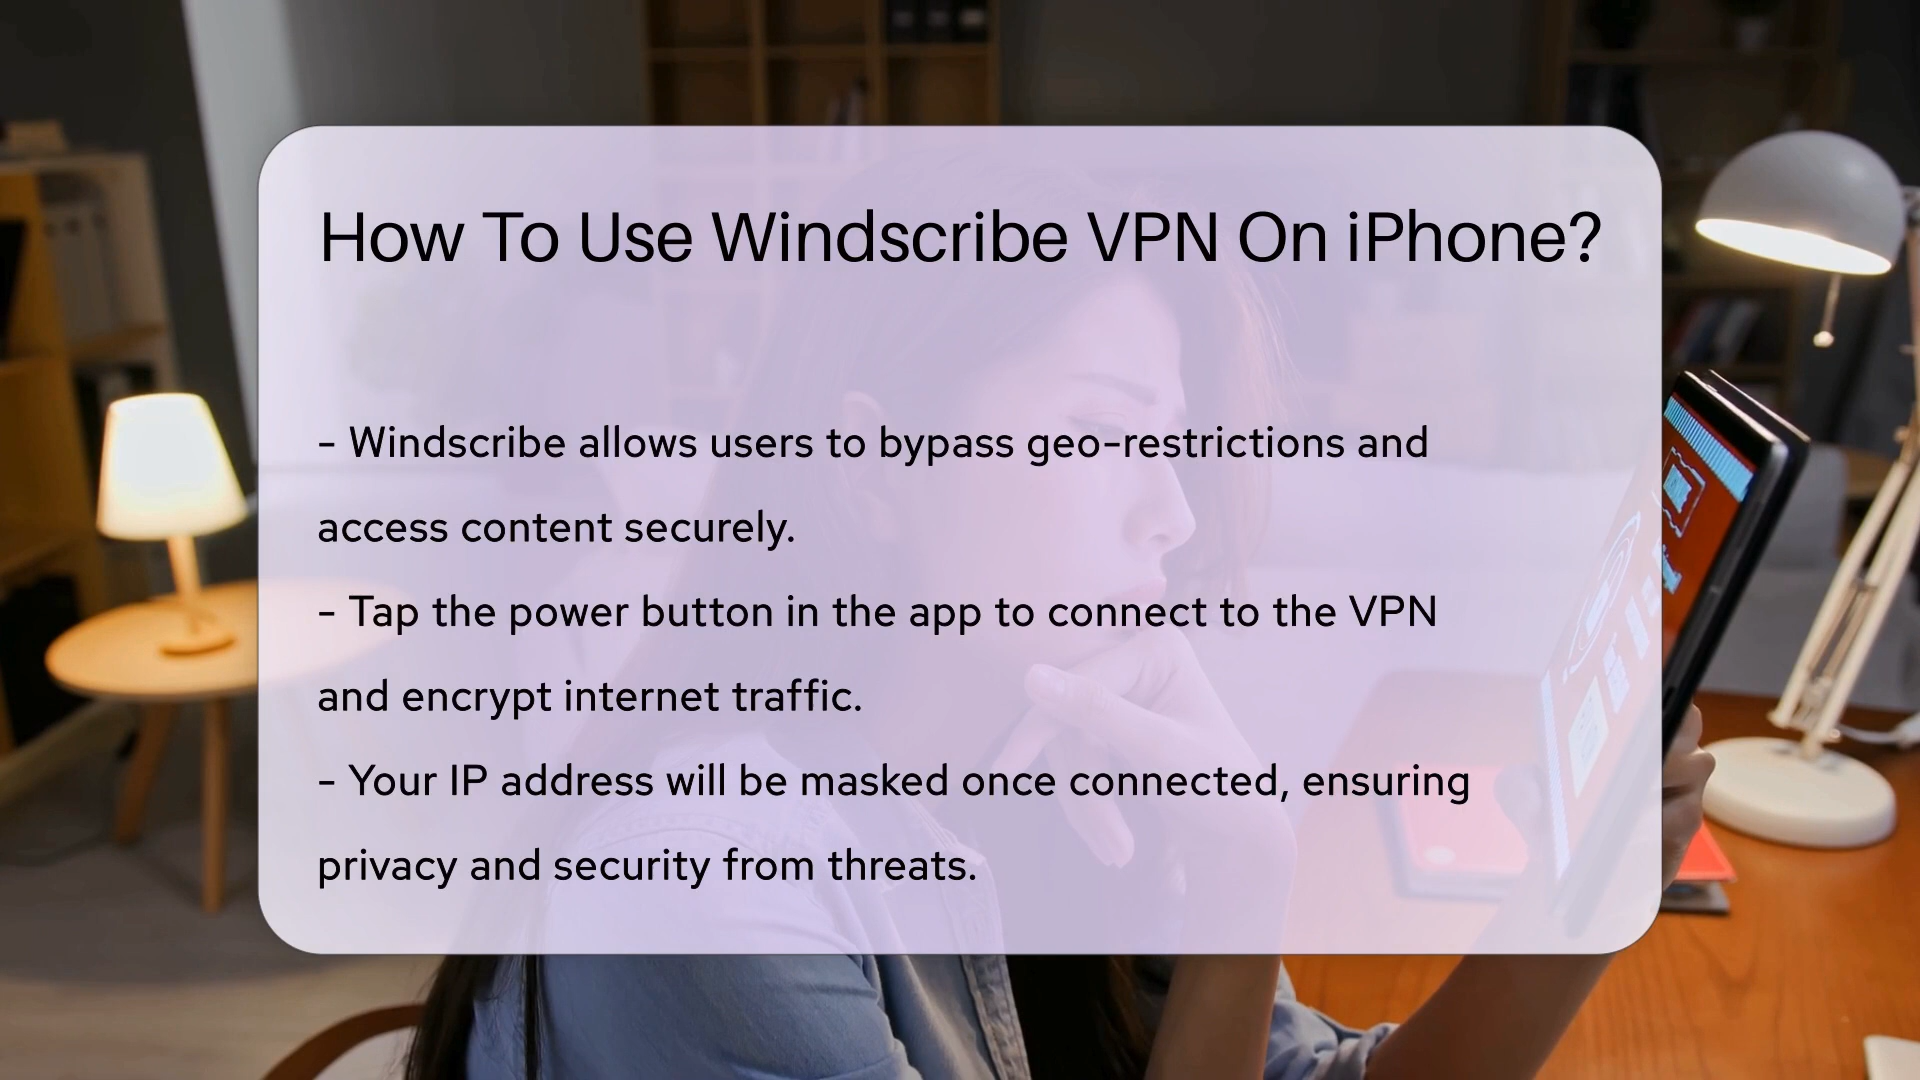 How To Use Windscribe VPN On iPhone?
- Windscribe allows users to bypass geo-restrictions and
access content securely.
- Tap the power button in the app to connect to the VPN
and encrypt internet traffic.
- Your IP address will be masked once connected, ensuring
privacy and security from threats.